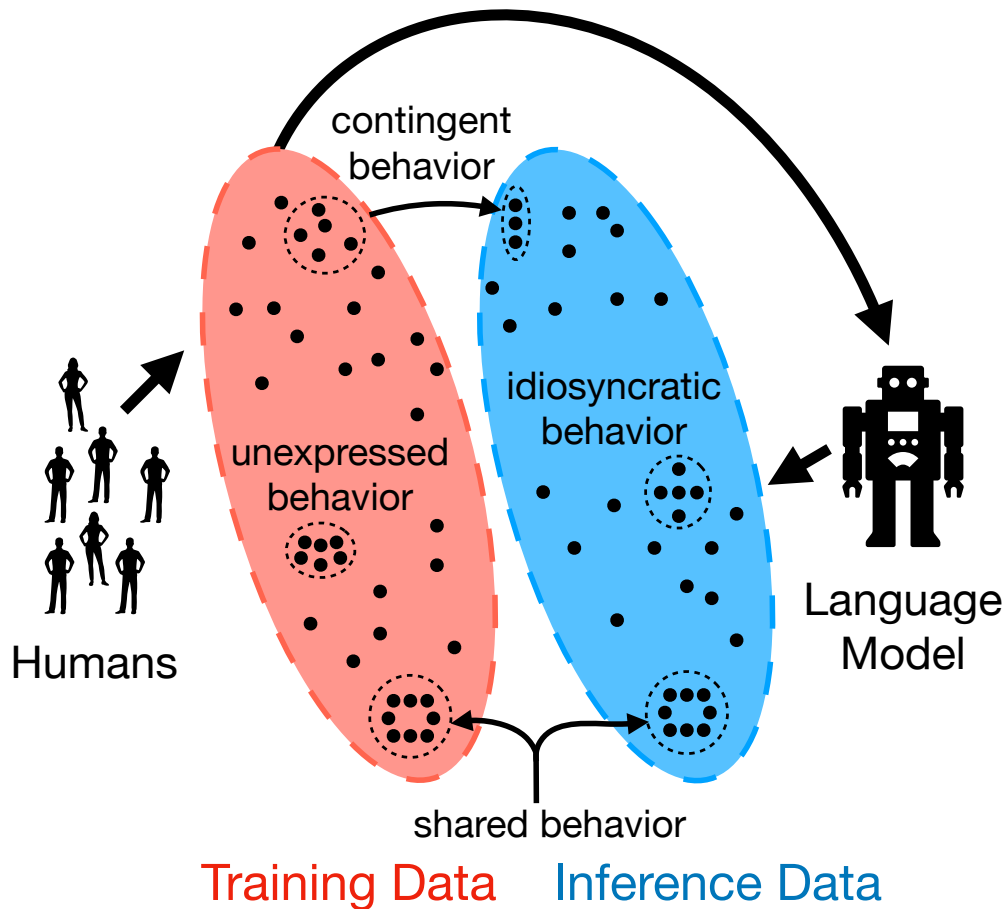 contingent
behavior
idiosyncratic
behavior
unexpressed
behavior
Humans
Language
Model
shared behavior
Training Data
Inference Data